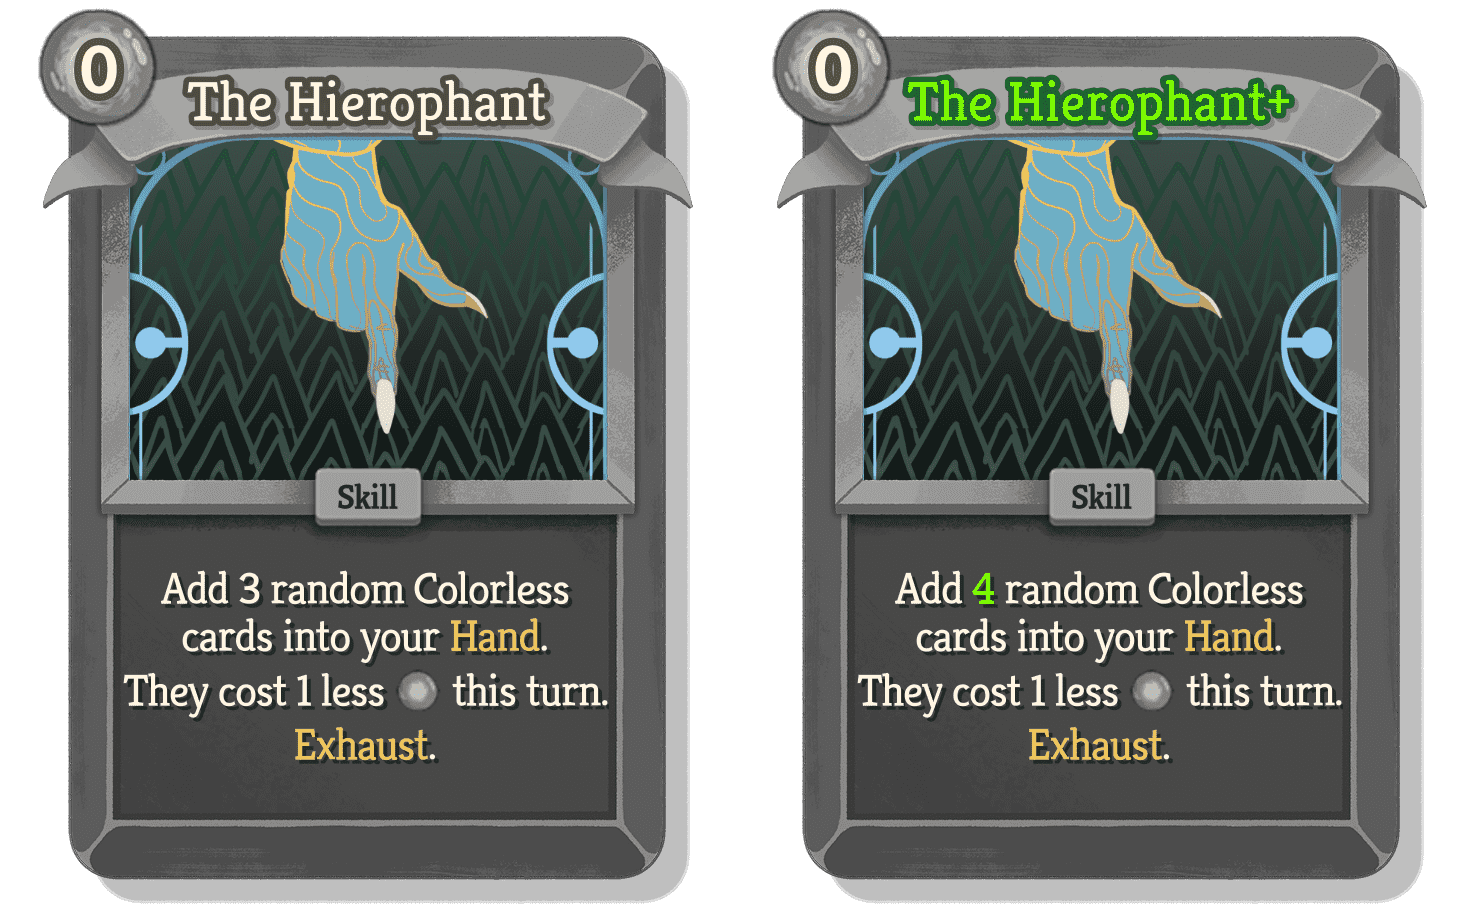 0
The Hierophant
Skill
Add 3 random Colorless
cards into your Hand.
They cost 1 less this turn.
Exhaust.
0
The Hierophant+
Skill
Add 4 random Colorless
cards into your Hand.
They cost 1 less this turn.
Exhaust.